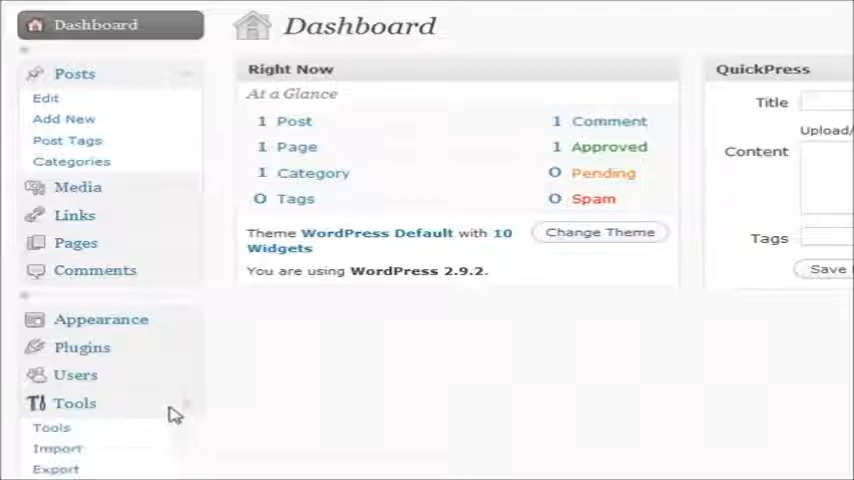 Dashboard
Posts
Edit
Add New
Post Tags
Categories
Media
Links
Pages
Comments
Appearance
Plugins
Users
Tools
Tools
Import
Export
Dashboard
Right Now
At a Glance
1 Post
1 Comment
1 Page
1 Approved
1 Category
0 Pending
0 Tags
0 Spam
Theme WordPress Default with 10
Widgets
Change Theme
You are using WordPress 2.9.2.
QuickPress
Title
Upload/
Content
Tags
Save